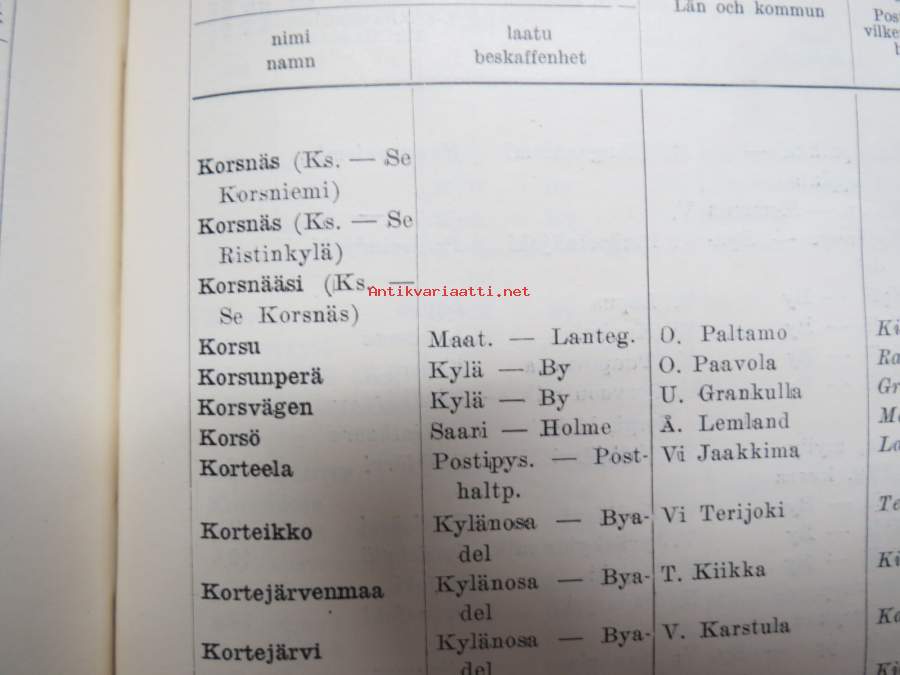 Län och kommun
nimi
namn
laatu
beskaffenhet
Korsnäs (Ks. — Se
Korsniemi)
Korsnäs (Ks. — Se
Ristinkylä)
Korsnääsi (Ks. —
Se Korsnäs)
Antikvariaatti.net
Korsu Maat. — Lanteg. O. Paltamo
Korsunperä Kylä — By O. Paavola
Korsvägen Kylä — By U. Grankulla
Korsö Saari — Holme Å. Lemland
Korteela Postipys. — Post- Vi Jaakkima
haltp.
Korteikko Kylänosa — Bya- Vi Terijoki
del
Kortejärvenmaa Kylänosa — Bya- T. Kiikka
del
Kortejärvi Kylänosa — Bya- V. Karstula
del